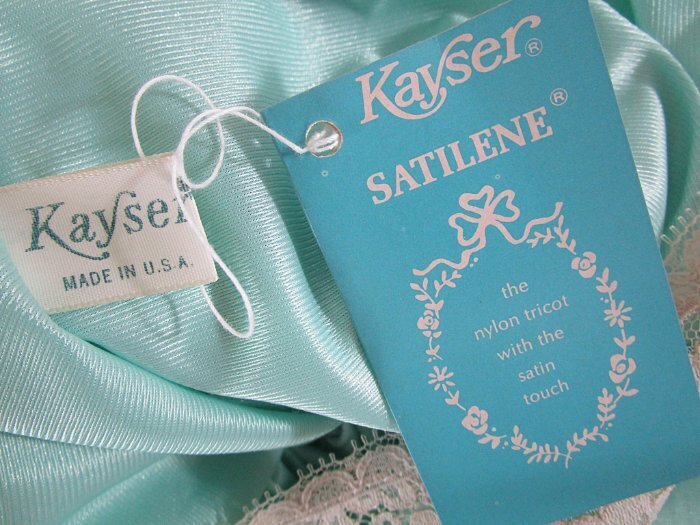 Kayser®
SATILENE®
the
nylon tricot
with the
satin
touch
Kayser
MADE IN U.S.A.